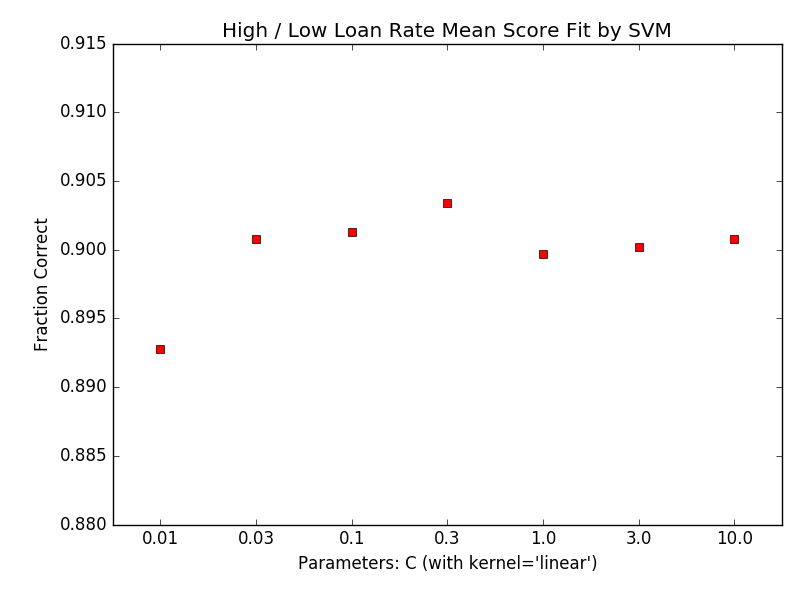 High / Low Loan Rate Mean Score Fit by SVM
0.915
0.910
0.905
0.900
0.895
0.890
0.885
0.880
Fraction Correct
0.01 0.03 0.1 0.3 1.0 3.0 10.0
Parameters: C (with kernel='linear')